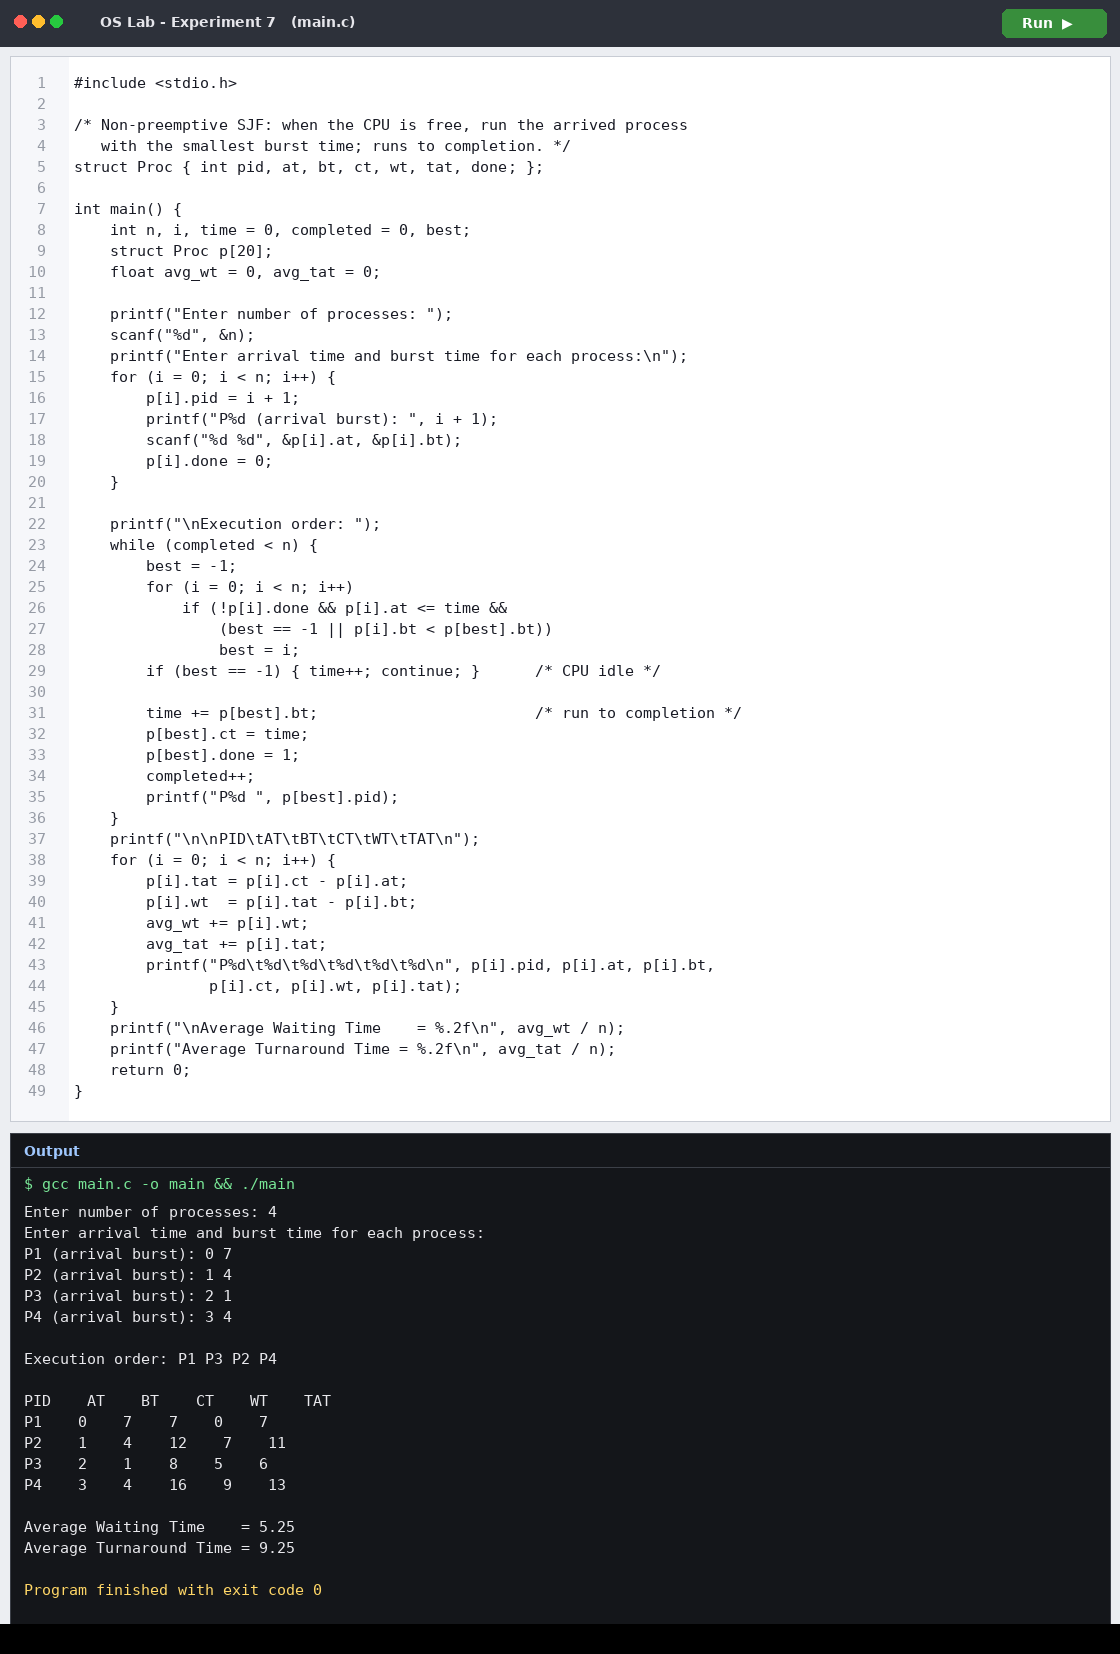 OS Lab - Experiment 7   (main.c)
Run ▶
1 #include <stdio.h>
2
3 /* Non-preemptive SJF: when the CPU is free, run the arrived process
4    with the smallest burst time; runs to completion. */
5 struct Proc { int pid, at, bt, ct, wt, tat, done; };
6
7 int main() {
8     int n, i, time = 0, completed = 0, best;
9     struct Proc p[20];
10     float avg_wt = 0, avg_tat = 0;
11
12     printf("Enter number of processes: ");
13     scanf("%d", &n);
14     printf("Enter arrival time and burst time for each process:\n");
15     for (i = 0; i < n; i++) {
16         p[i].pid = i + 1;
17         printf("P%d (arrival burst): ", i + 1);
18         scanf("%d %d", &p[i].at, &p[i].bt);
19         p[i].done = 0;
20     }
21
22     printf("\nExecution order: ");
23     while (completed < n) {
24         best = -1;
25         for (i = 0; i < n; i++)
26             if (!p[i].done && p[i].at <= time &&
27                 (best == -1 || p[i].bt < p[best].bt))
28                 best = i;
29         if (best == -1) { time++; continue; }      /* CPU idle */
30
31         time += p[best].bt;                        /* run to completion */
32         p[best].ct = time;
33         p[best].done = 1;
34         completed++;
35         printf("P%d ", p[best].pid);
36     }
37     printf("\n\nPID\tAT\tBT\tCT\tWT\tTAT\n");
38     for (i = 0; i < n; i++) {
39         p[i].tat = p[i].ct - p[i].at;
40         p[i].wt  = p[i].tat - p[i].bt;
41         avg_wt += p[i].wt;
42         avg_tat += p[i].tat;
43         printf("P%d\t%d\t%d\t%d\t%d\t%d\n", p[i].pid, p[i].at, p[i].bt,
44                p[i].ct, p[i].wt, p[i].tat);
45     }
46     printf("\nAverage Waiting Time    = %.2f\n", avg_wt / n);
47     printf("Average Turnaround Time = %.2f\n", avg_tat / n);
48     return 0;
49 }
Output
$ gcc main.c -o main && ./main
Enter number of processes: 4
Enter arrival time and burst time for each process:
P1 (arrival burst): 0 7
P2 (arrival burst): 1 4
P3 (arrival burst): 2 1
P4 (arrival burst): 3 4

Execution order: P1 P3 P2 P4

PID    AT    BT    CT    WT    TAT
P1    0    7    7    0    7
P2    1    4    12    7    11
P3    2    1    8    5    6
P4    3    4    16    9    13

Average Waiting Time    = 5.25
Average Turnaround Time = 9.25

Program finished with exit code 0